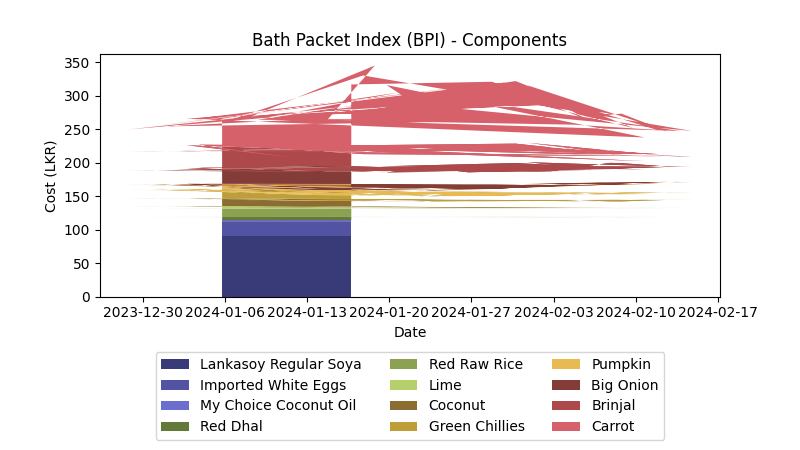 Bath Packet Index (BPI) - Components
Cost (LKR)
350
300
250
200
150
100
50
0
2023-12-30 2024-01-06 2024-01-13 2024-01-20 2024-01-27 2024-02-03 2024-02-10 2024-02-17
Date
Lankasoy Regular Soya Red Raw Rice Pumpkin
Imported White Eggs Lime Big Onion
My Choice Coconut Oil Coconut Brinjal
Red Dhal Green Chillies Carrot